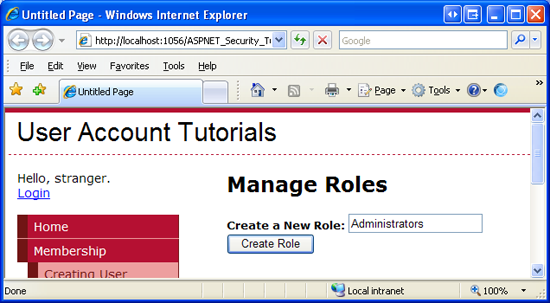 Untitled Page - Windows Internet Explorer
http://localhost:1056/ASPNET_Security_Tu
Google
File Edit View Favorites Tools Help
Untitled Page
Page Tools
User Account Tutorials
Hello, stranger.
Login
Home
Membership
Creating User
Manage Roles
Create a New Role: Administrators
Create Role
Done
Local intranet
100%